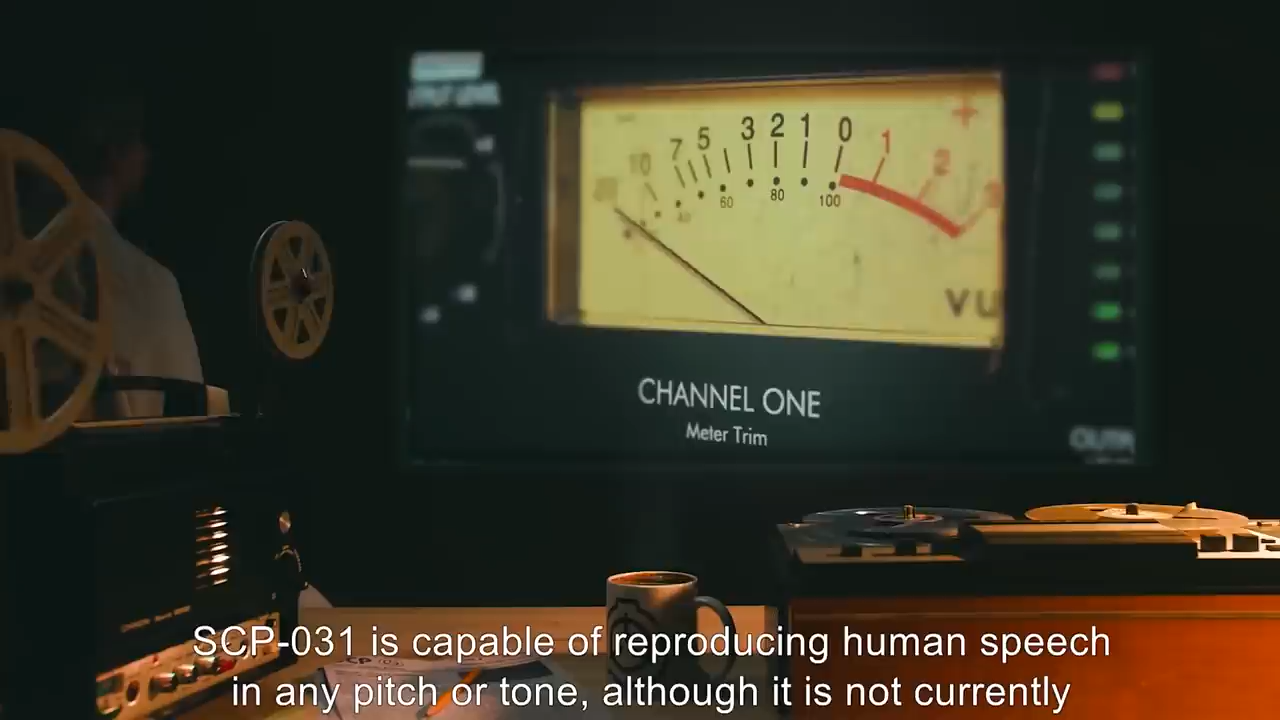 7 5 3 2 1 0 1 2
60 80 100
VU
CHANNEL ONE
Meter Trim
SCP-031 is capable of reproducing human speech
in any pitch or tone, although it is not currently